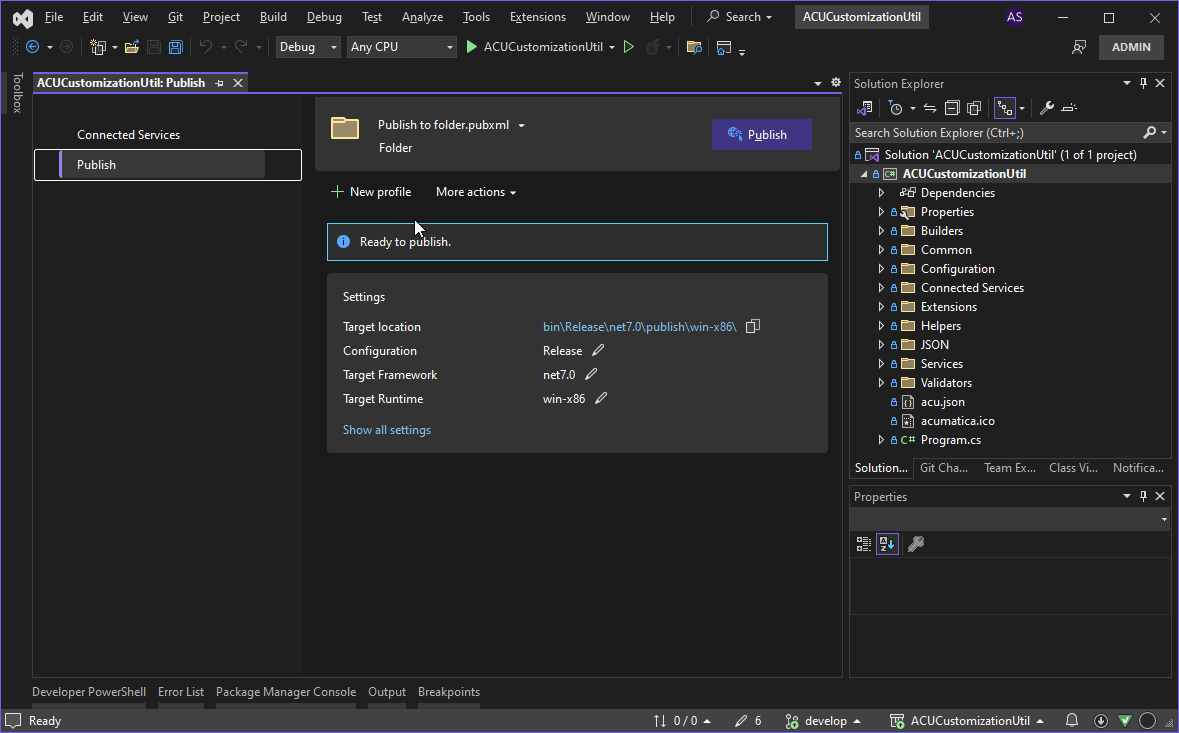 File Edit View Git Project Build Debug Test Analyze Tools Extensions Window Help Search ACUCustomizationUtil AS
Debug Any CPU ACUCustomizationUtil ADMIN
Toolbox
ACUCustomizationUtil: Publish
Connected Services
Publish
Publish to folder.pubxml
Folder
Publish
New profile More actions
Ready to publish.
Settings
Target location bin\Release\net7.0\publish\win-x86\
Configuration Release
Target Framework net7.0
Target Runtime win-x86
Show all settings
Solution Explorer
Search Solution Explorer (Ctrl+;)
Solution 'ACUCustomizationUtil' (1 of 1 project)
C# ACUCustomizationUtil
Dependencies
Properties
Builders
Common
Configuration
Connected Services
Extensions
Helpers
JSON
Services
Validators
acu.json
acumatica.ico
C# Program.cs
Solution... Git Cha... Team Ex... Class Vi... Notifica...
Properties
Developer PowerShell Error List Package Manager Console Output Breakpoints
Ready 0 / 0 6 develop ACUCustomizationUtil